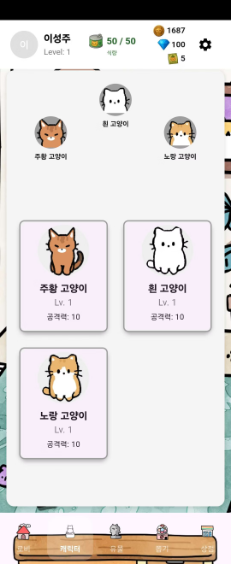 이
이성주
Level: 1
50 / 50
식량
1687
100
5
흰 고양이
주황 고양이
노랑 고양이
주황 고양이
Lv. 1
공격력: 10
흰 고양이
Lv. 1
공격력: 10
노랑 고양이
Lv. 1
공격력: 10
캐릭터